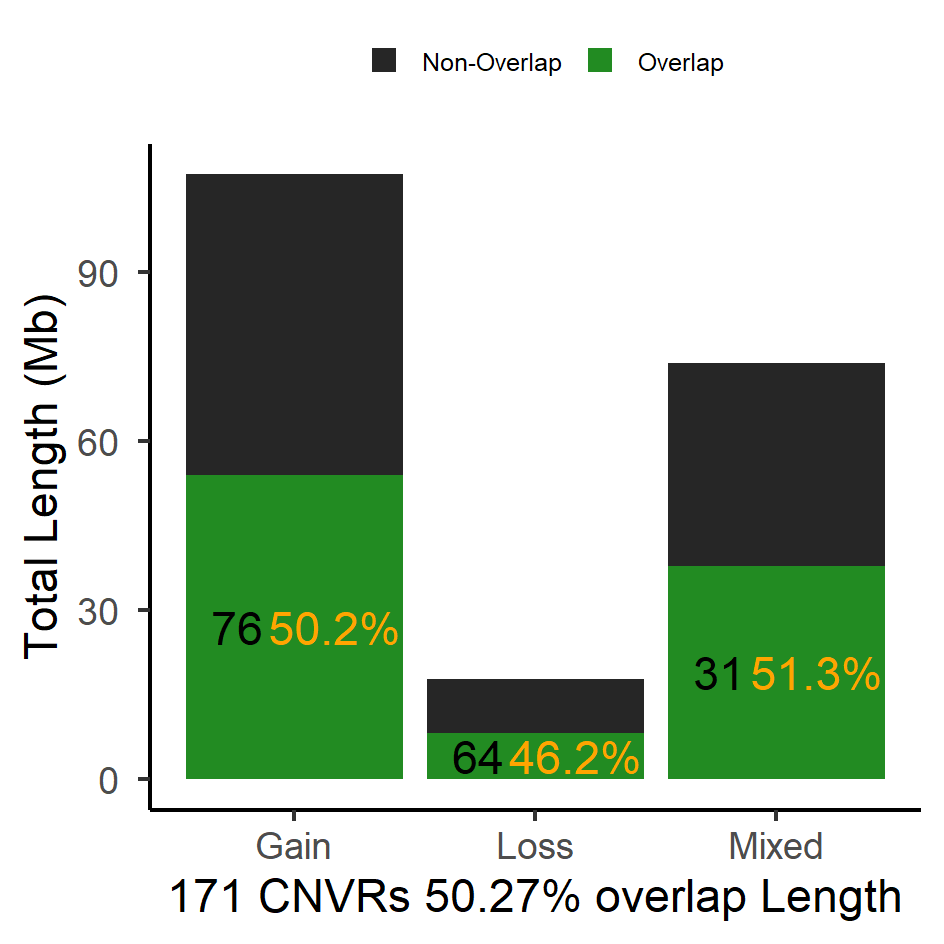 Non-Overlap Overlap
Total Length (Mb)
90
60
30
0
76 50.2%
64 46.2%
31 51.3%
Gain Loss Mixed
171 CNVRs 50.27% overlap Length